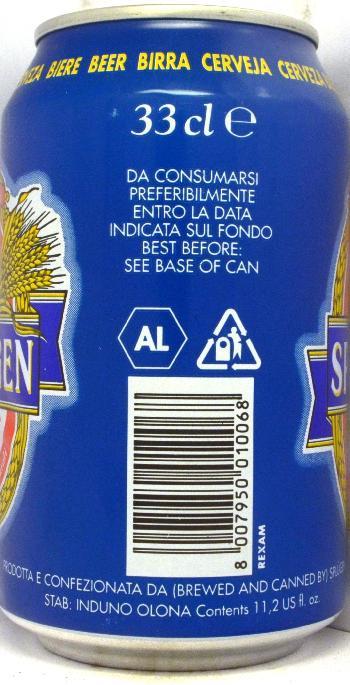 BIERE BEER BIRRA CERVEJA CERVEZA
33 cl e
DA CONSUMARSI
PREFERIBILMENTE
ENTRO LA DATA
INDICATA SUL FONDO
BEST BEFORE:
SEE BASE OF CAN
AL
8 007950 010068
REXAM
PRODOTTA E CONFEZIONATA DA (BREWED AND CANNED BY)
STAB: INDUNO OLONA Contents 11,2 US fl. oz.